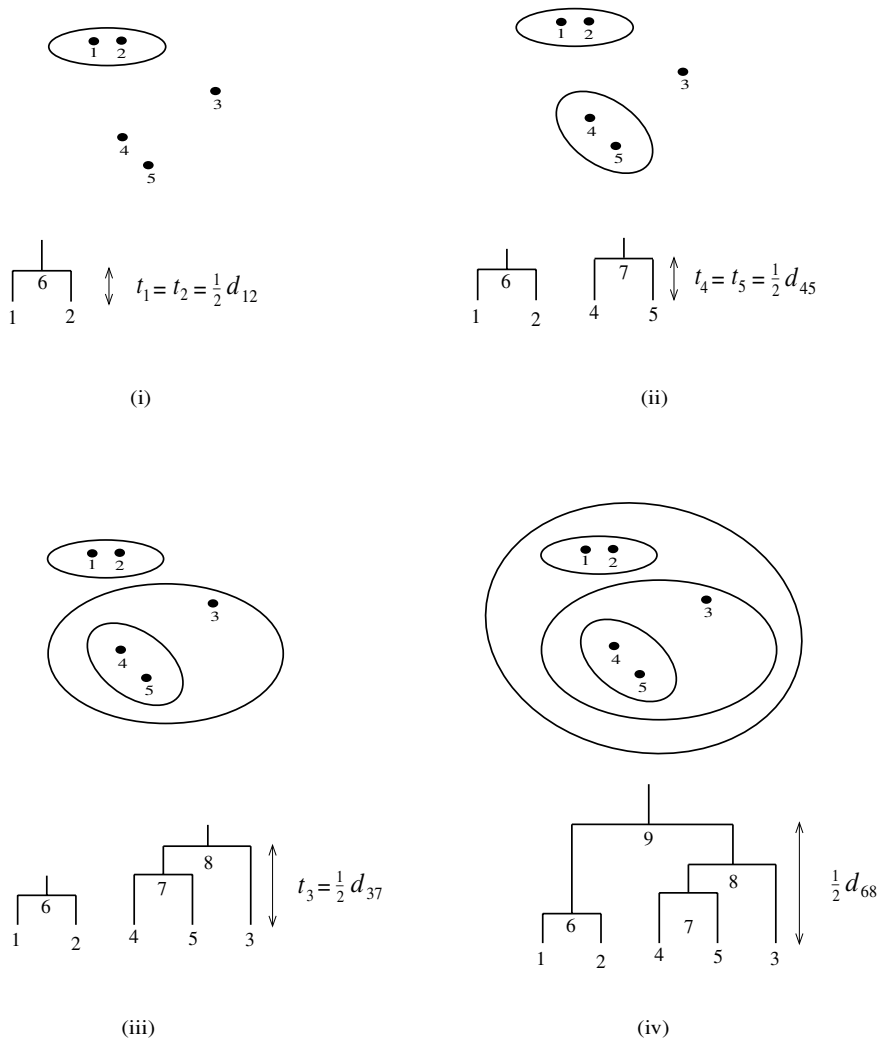 1 2
3
4
5
6
1 2
t₁ = t₂ = ½ d₁₂
(i)
1 2
3
4
5
6 7
1 2 4 5
t₄ = t₅ = ½ d₄₅
(ii)
1 2
3
4
5
8
7
6
1 2 4 5 3
t₃ = ½ d₃₇
(iii)
1 2
3
4
5
9
8
6 7
1 2 4 5 3
½ d₆₈
(iv)